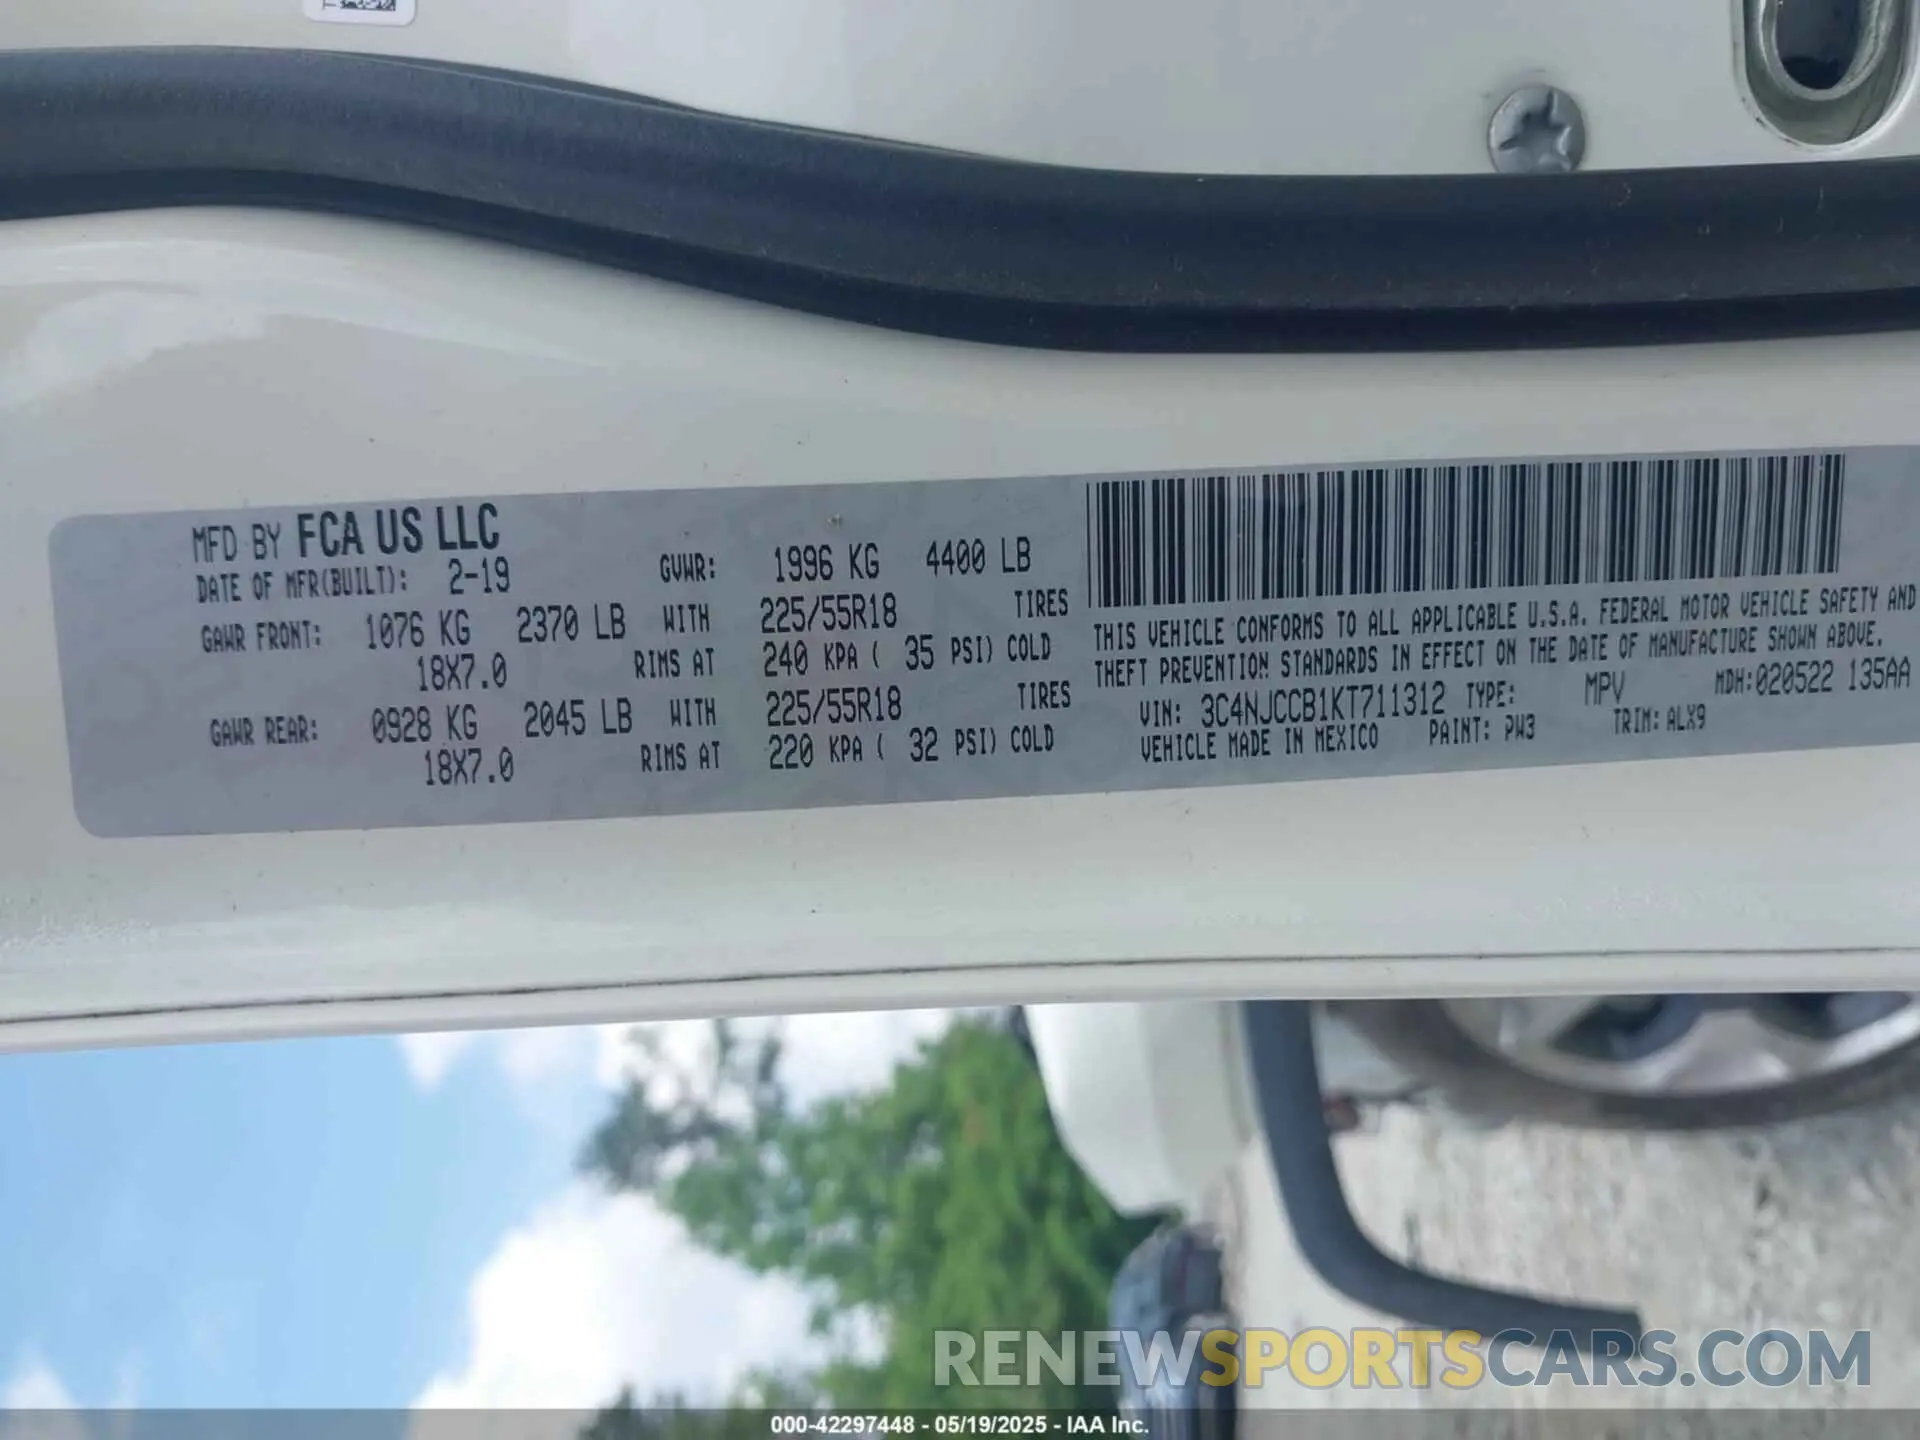 MFD BY FCA US LLC
DATE OF MFR(BUILT): 2-19 GVWR: 1996 KG 4400 LB
GAWR FRONT: 1076 KG 2370 LB WITH 225/55R18 TIRES
18X7.0 RIMS AT 240 KPA ( 35 PSI) COLD
GAWR REAR: 0928 KG 2045 LB WITH 225/55R18 TIRES
18X7.0 RIMS AT 220 KPA ( 32 PSI) COLD
THIS VEHICLE CONFORMS TO ALL APPLICABLE U.S.A. FEDERAL MOTOR VEHICLE SAFETY AND
THEFT PREVENTION STANDARDS IN EFFECT ON THE DATE OF MANUFACTURE SHOWN ABOVE.
VIN: 3C4NJCCB1KT711312 TYPE: MPV MDH:020522 135AA
VEHICLE MADE IN MEXICO PAINT: PW3 TRIM: ALX9
RENEWSPORTSCARS.COM
000-42297448 - 05/19/2025 - IAA Inc.